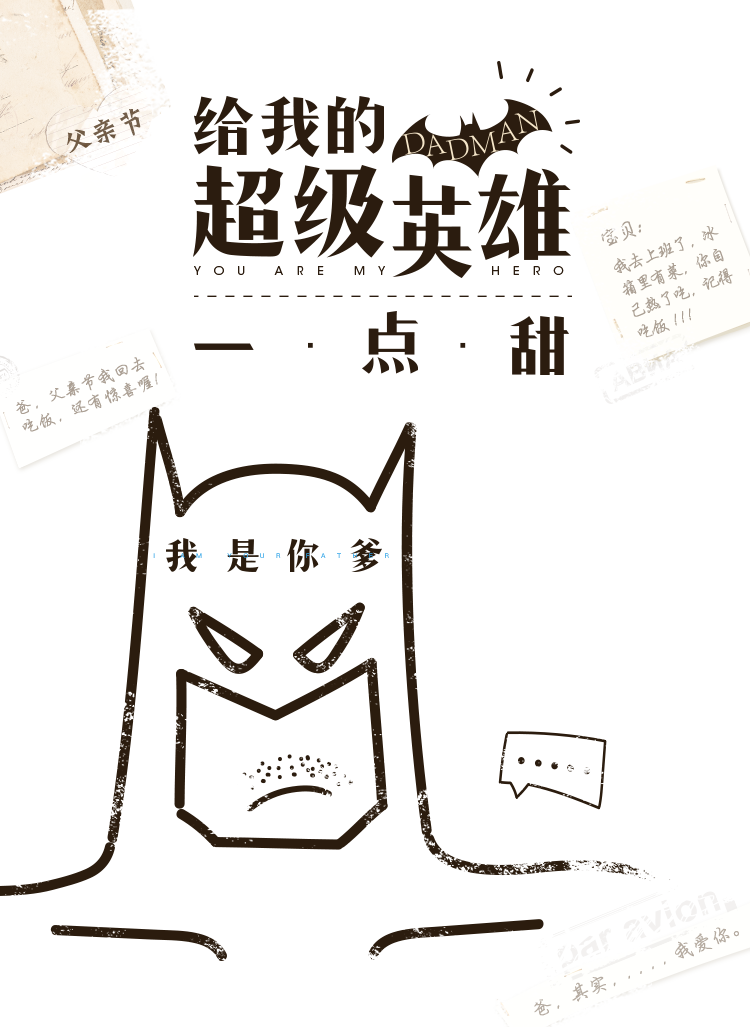 父亲节
给我的
DADMAN
超级英雄
YOU ARE MY HERO
一·点·甜
宝贝：
我去上班了，冰
箱里有菜，你自
己热了吃，记得
吃饭!!!
爸，父亲节我回去
吃饭，还有惊喜喔!
我是你爹
I AM YOUR FATHER
par avion.
爸，其实，.....我爱你。